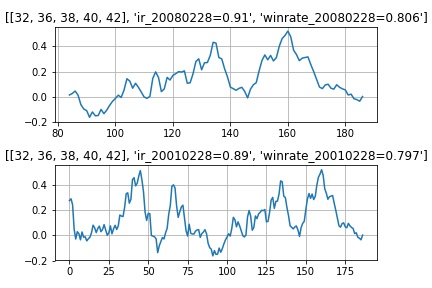 [[32, 36, 38, 40, 42], 'ir_20080228=0.91', 'winrate_20080228=0.806']
0.4
0.2
0.0
−0.2
80 100 120 140 160 180
[[32, 36, 38, 40, 42], 'ir_20010228=0.89', 'winrate_20010228=0.797']
0.4
0.2
0.0
−0.2
0 25 50 75 100 125 150 175